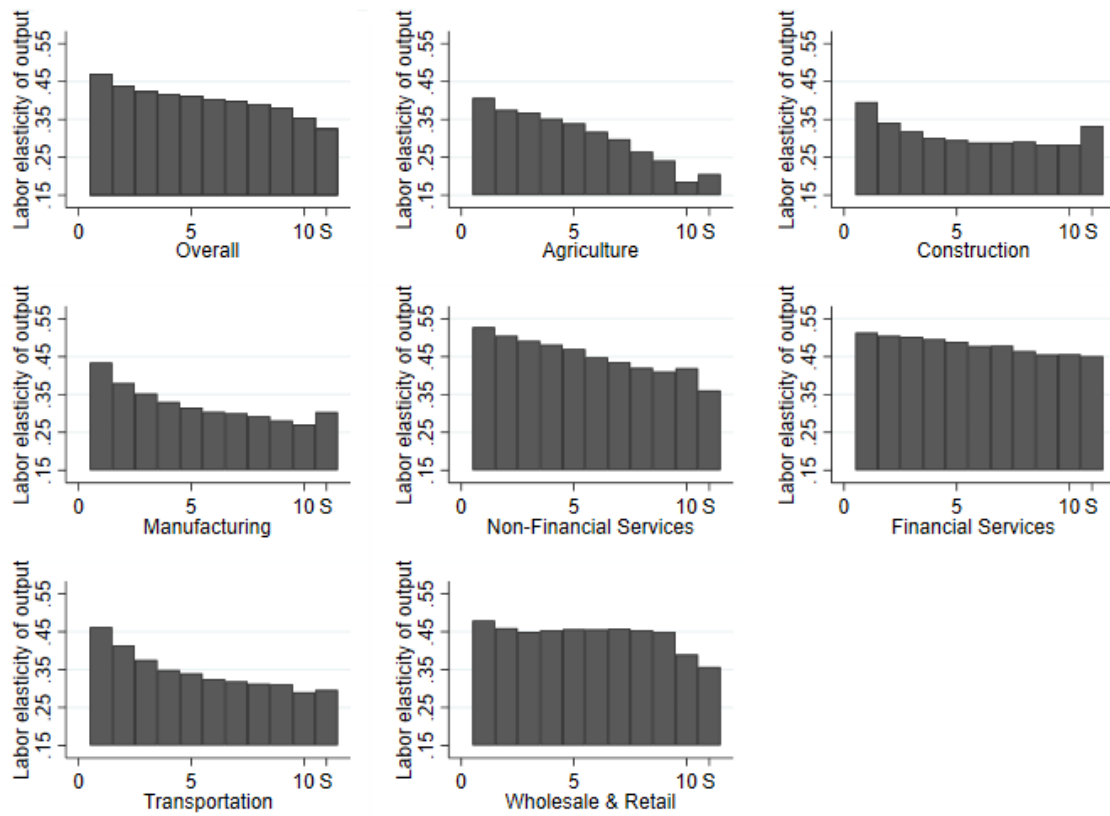 Labor elasticity of output
.15 .25 .35 .45 .55
0 5 10 S
Overall
Labor elasticity of output
.15 .25 .35 .45 .55
0 5 10 S
Agriculture
Labor elasticity of output
.15 .25 .35 .45 .55
0 5 10 S
Construction
Labor elasticity of output
.15 .25 .35 .45 .55
0 5 10 S
Manufacturing
Labor elasticity of output
.15 .25 .35 .45 .55
0 5 10 S
Non-Financial Services
Labor elasticity of output
.15 .25 .35 .45 .55
0 5 10 S
Financial Services
Labor elasticity of output
.15 .25 .35 .45 .55
0 5 10 S
Transportation
Labor elasticity of output
.15 .25 .35 .45 .55
0 5 10 S
Wholesale & Retail